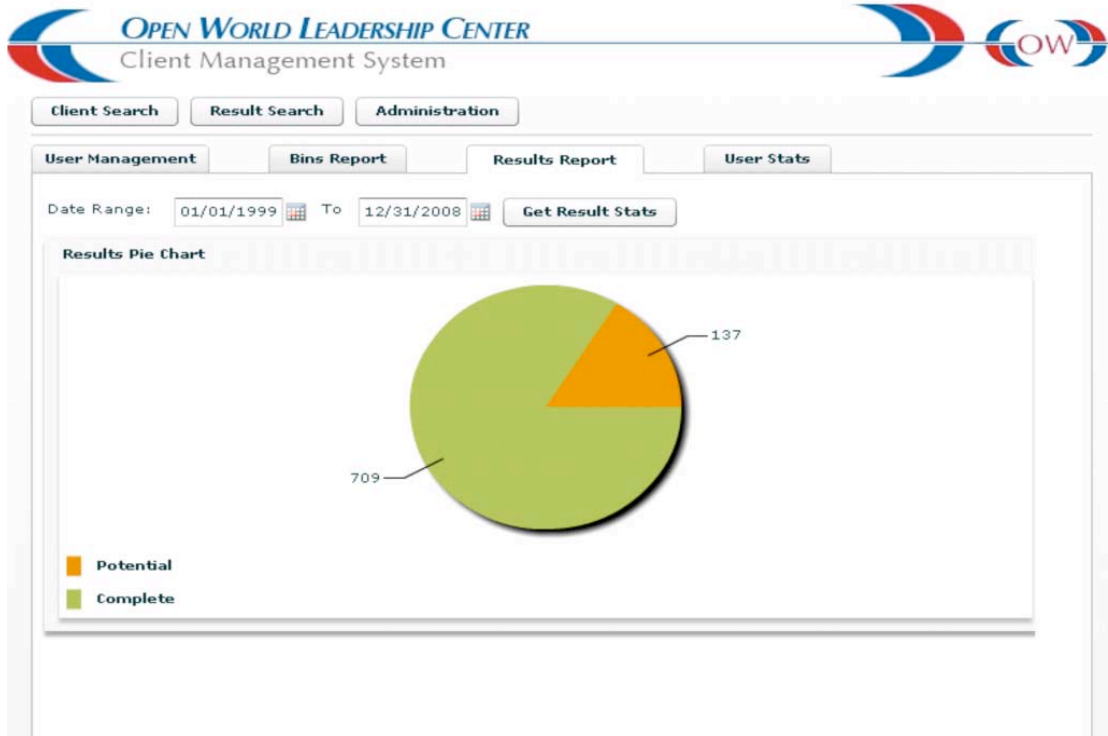 OPEN WORLD LEADERSHIP CENTER
Client Management System
OW
Client Search Result Search Administration
User Management Bins Report Results Report User Stats
Date Range: 01/01/1999 To 12/31/2008 Get Result Stats
Results Pie Chart
137
709
Potential
Complete